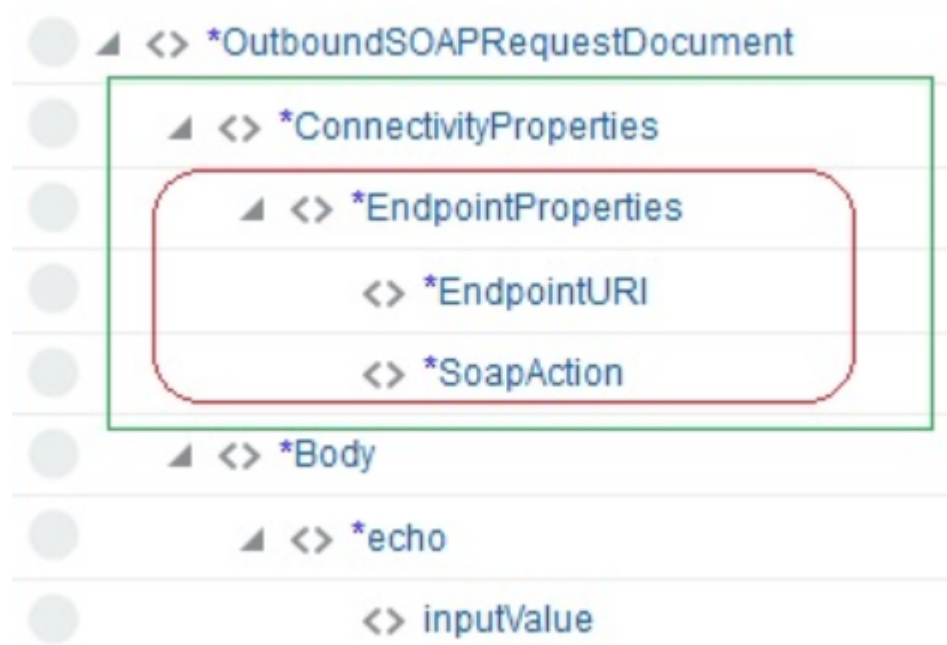 <> *OutboundSOAPRequestDocument
<> *ConnectivityProperties
<> *EndpointProperties
<> *EndpointURI
<> *SoapAction
<> *Body
<> *echo
<> inputValue